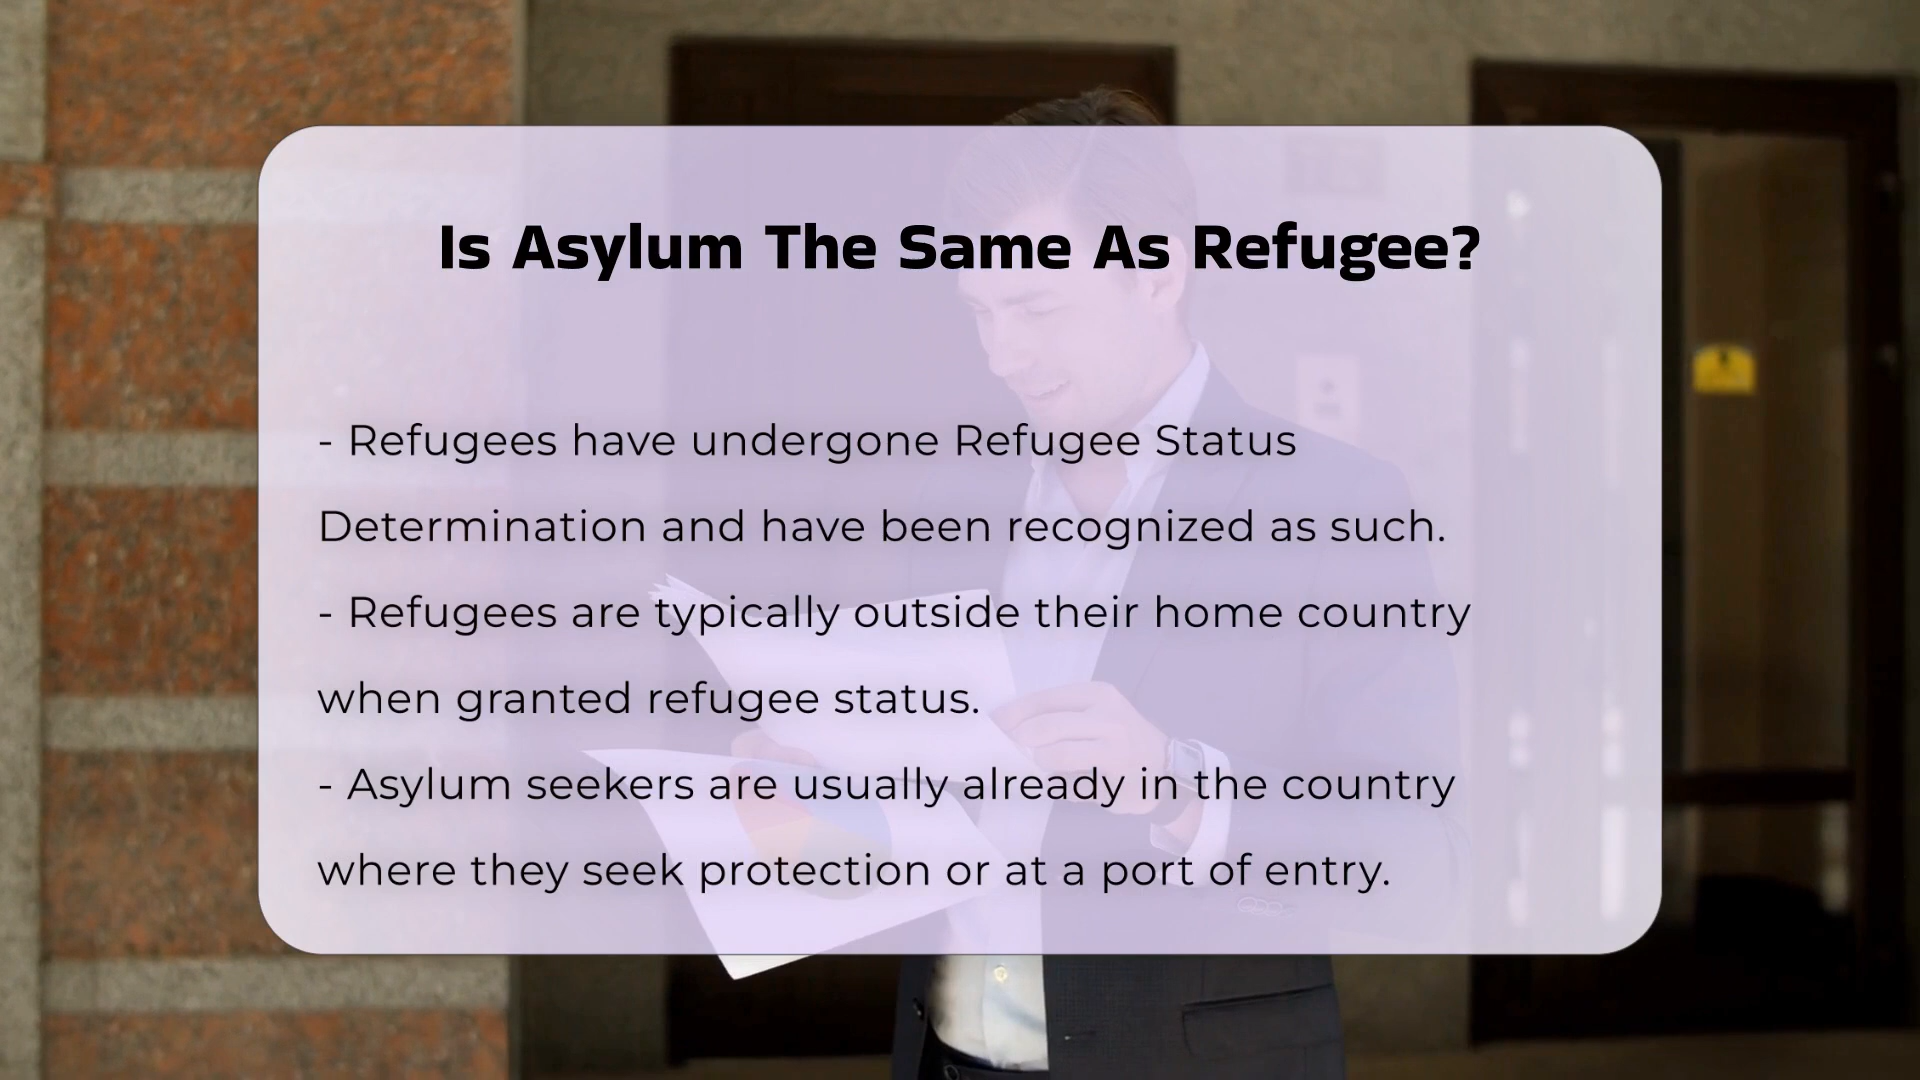 Is Asylum The Same As Refugee?
- Refugees have undergone Refugee Status
Determination and have been recognized as such.
- Refugees are typically outside their home country
when granted refugee status.
- Asylum seekers are usually already in the country
where they seek protection or at a port of entry.